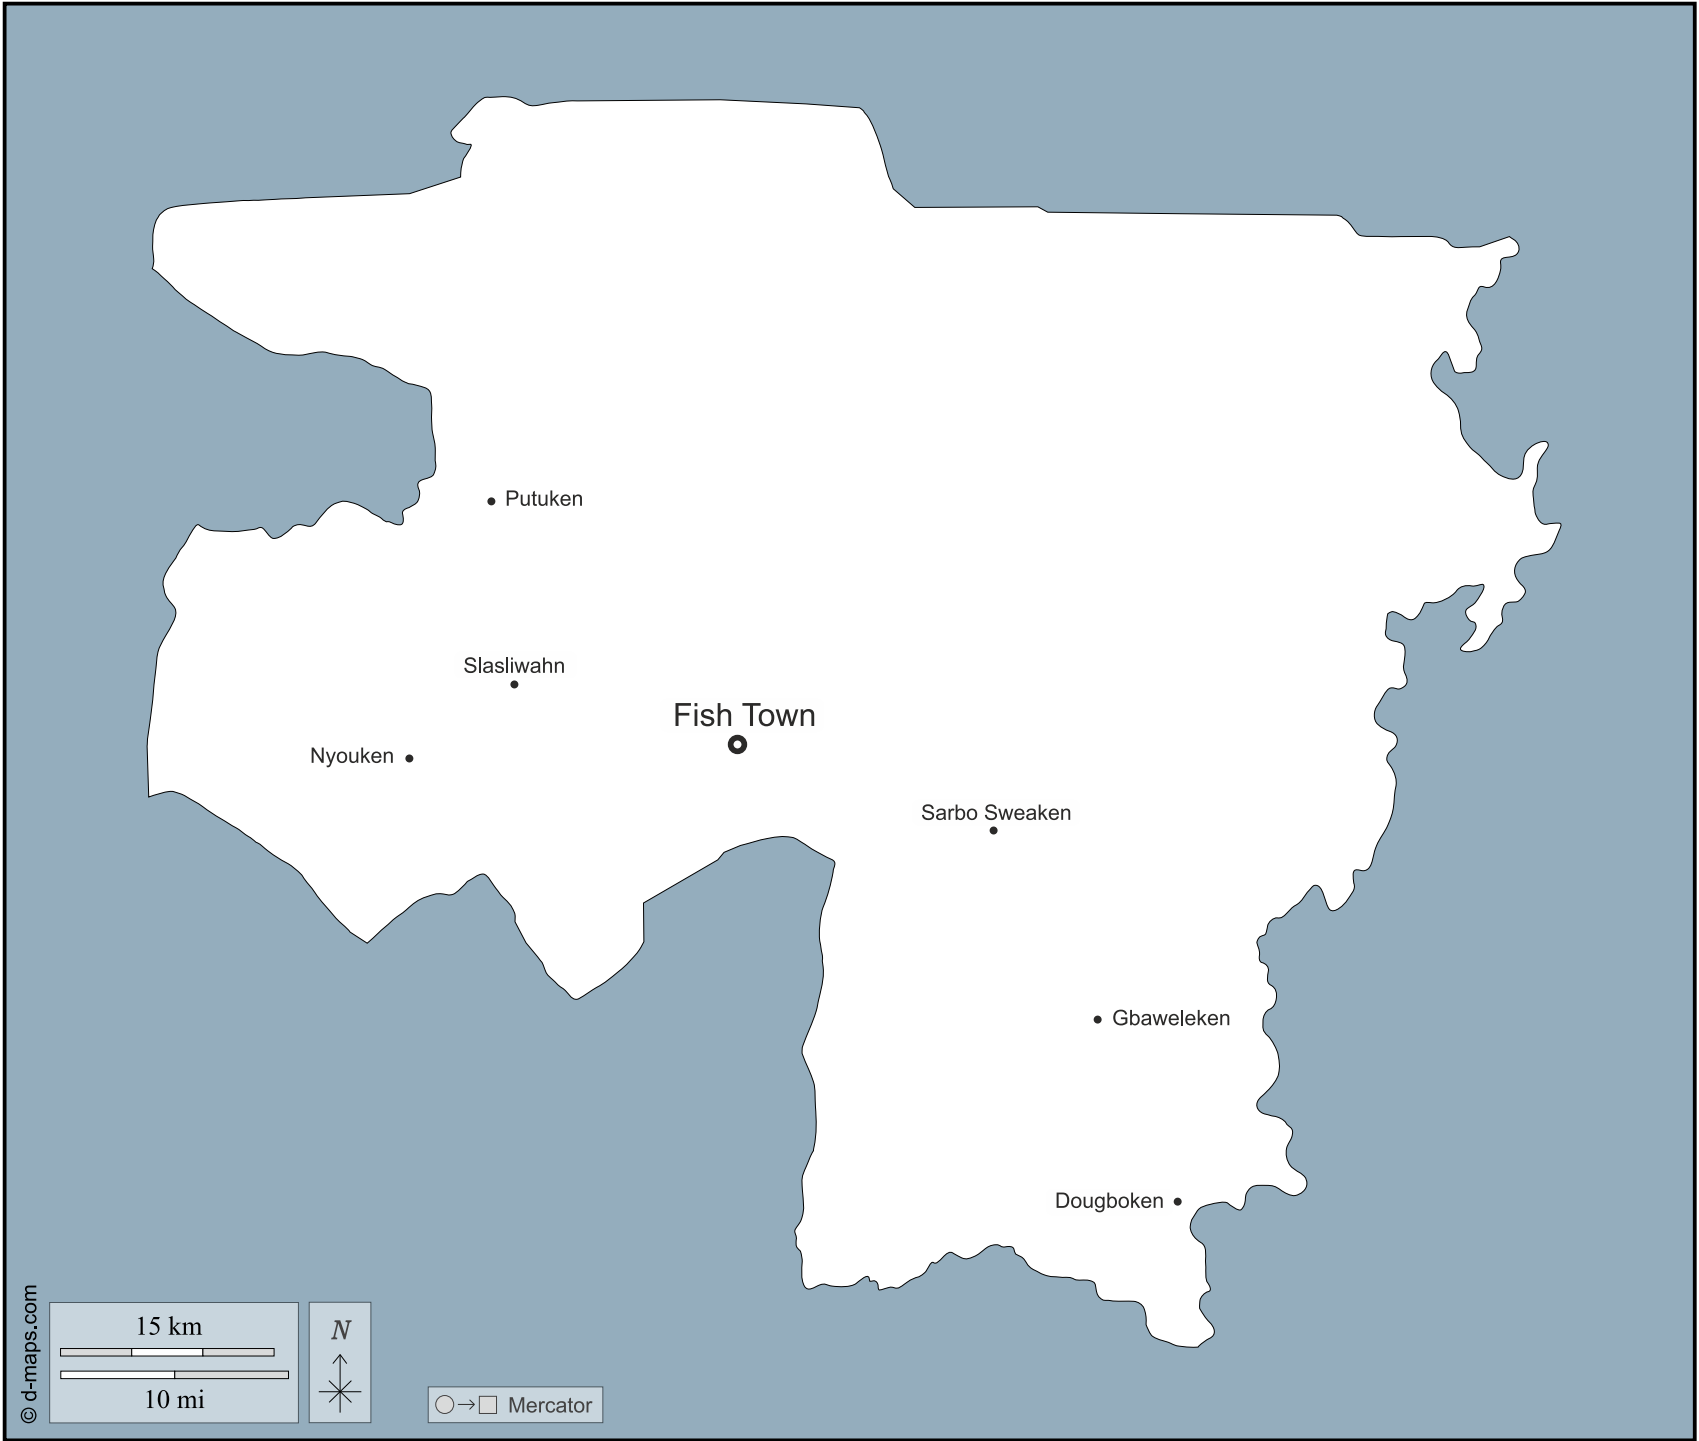 Putuken
Slasliwahn
Fish Town
Nyouken
Sarbo Sweaken
Gbaweleken
Dougboken
© d-maps.com
15 km
10 mi
N
Mercator